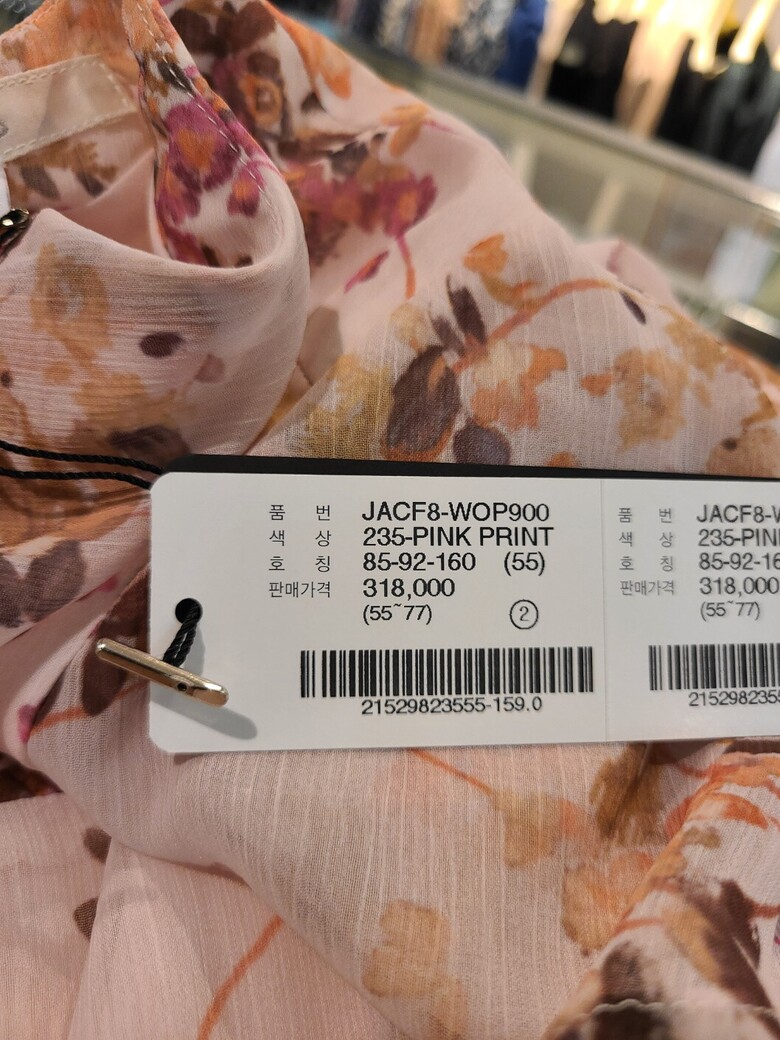 품 번 JACF8-WOP900
색 상 235-PINK PRINT
호 칭 85-92-160 (55)
판매가격 318,000
(55~77) ②
21529823555-159.0
품 번 JACF8-W
색 상 235-PIN
호 칭 85-92-16
판매가격 318,000
(55~77)
215298235